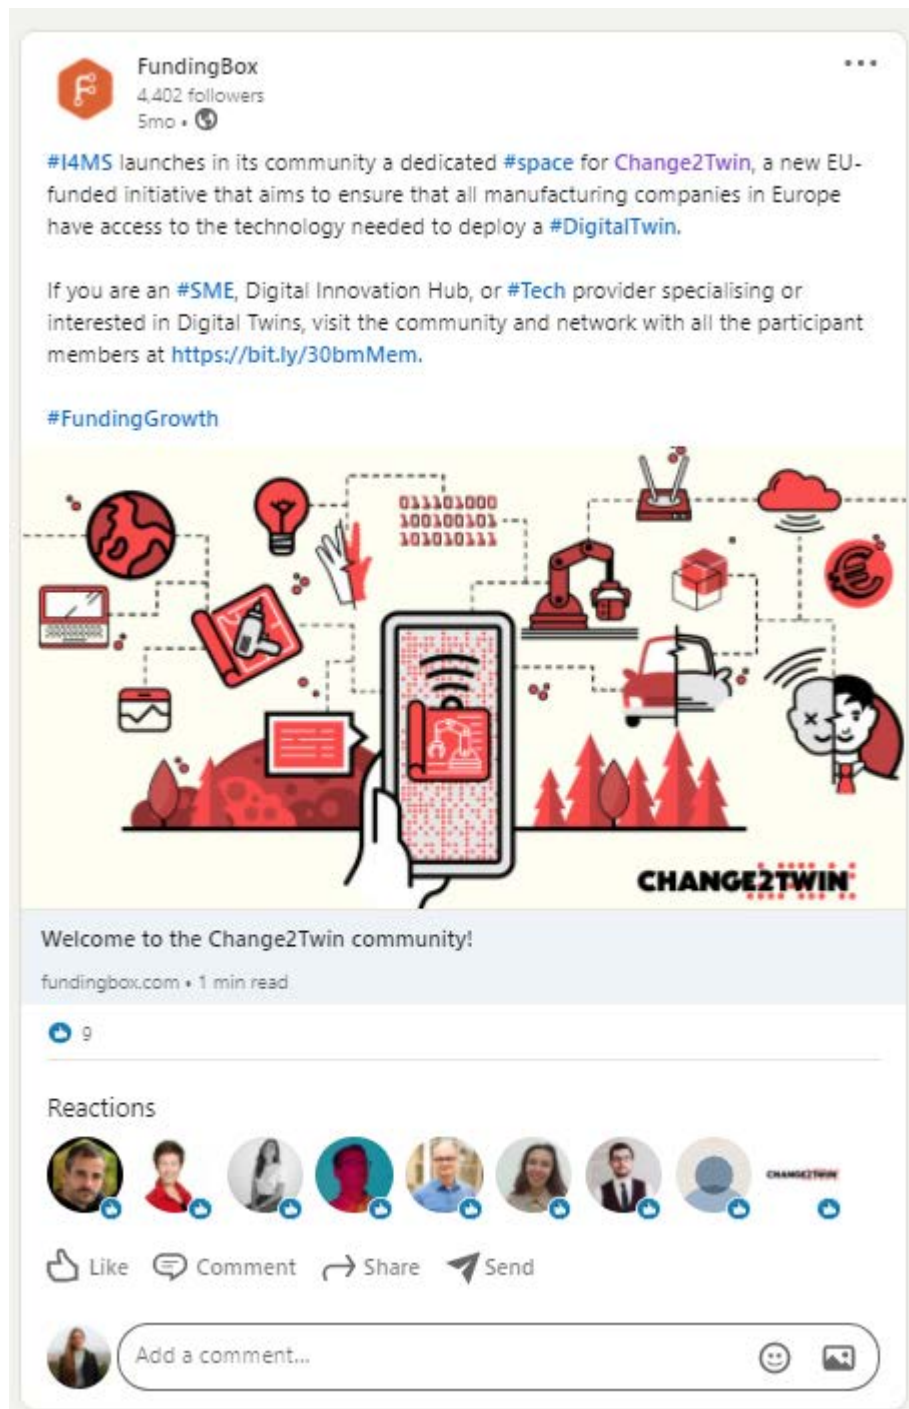 FundingBox
4,402 followers
5mo •
#I4MS launches in its community a dedicated #space for Change2Twin, a new EU-
funded initiative that aims to ensure that all manufacturing companies in Europe
have access to the technology needed to deploy a #DigitalTwin.
If you are an #SME, Digital Innovation Hub, or #Tech provider specialising or
interested in Digital Twins, visit the community and network with all the participant
members at https://bit.ly/30bmMem.
#FundingGrowth
011101000
100100101
101010111
CHANGE2TWIN
Welcome to the Change2Twin community!
fundingbox.com • 1 min read
9
Reactions
CHANGE2TWIN
Like Comment Share Send
Add a comment...